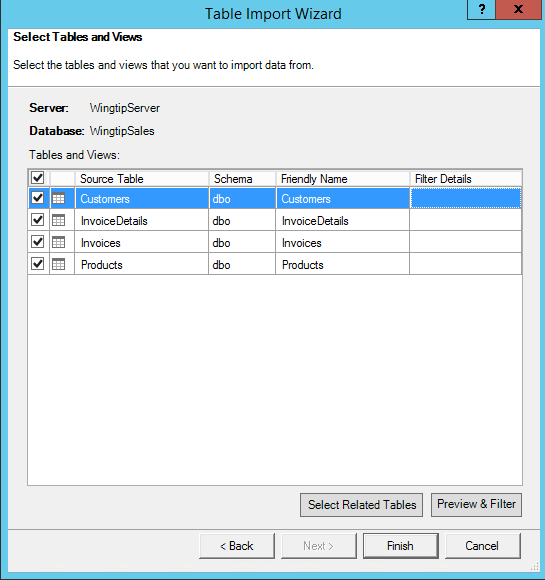 Table Import Wizard
? x
Select Tables and Views
Select the tables and views that you want to import data from.
Server: WingtipServer
Database: WingtipSales
Tables and Views:
Source Table Schema Friendly Name Filter Details
Customers dbo Customers
InvoiceDetails dbo InvoiceDetails
Invoices dbo Invoices
Products dbo Products
Select Related Tables Preview & Filter
< Back Next > Finish Cancel